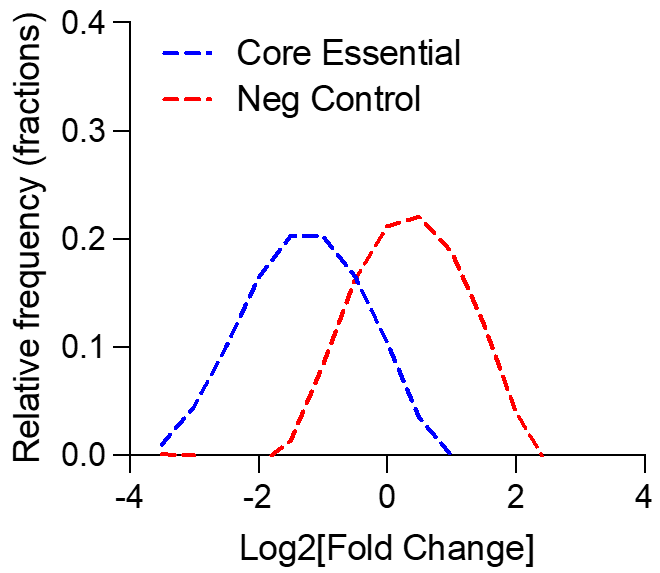 Core Essential
Neg Control
Relative frequency (fractions)
0.4
0.3
0.2
0.1
0.0
-4 -2 0 2 4
Log2[Fold Change]